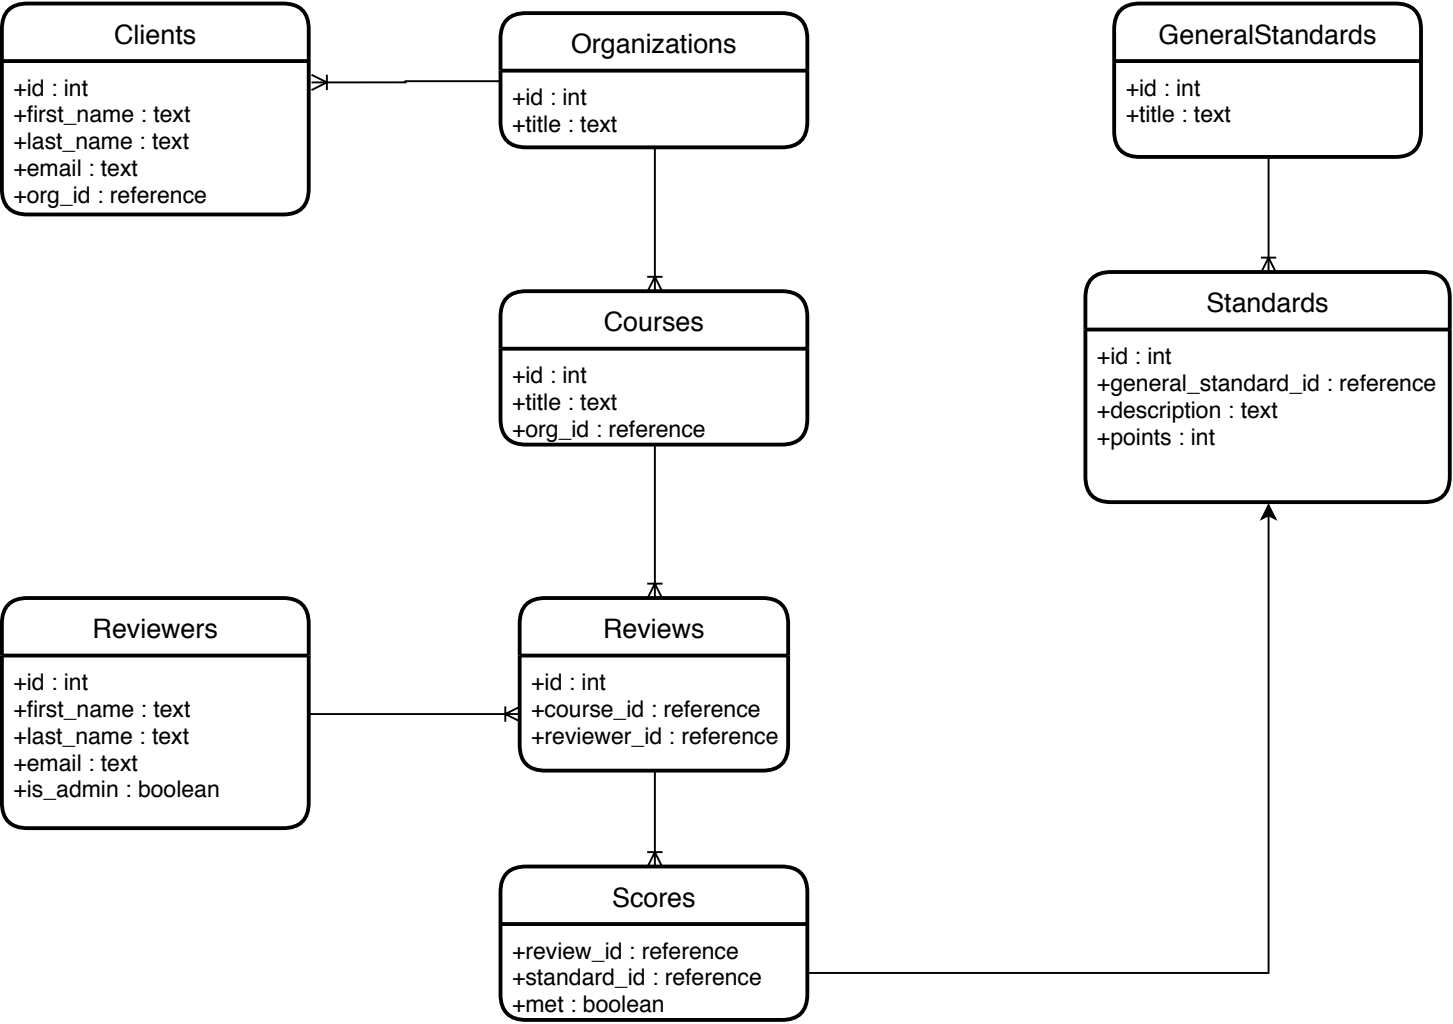 Clients
+id : int
+first_name : text
+last_name : text
+email : text
+org_id : reference
Organizations
+id : int
+title : text
GeneralStandards
+id : int
+title : text
Courses
+id : int
+title : text
+org_id : reference
Standards
+id : int
+general_standard_id : reference
+description : text
+points : int
Reviewers
+id : int
+first_name : text
+last_name : text
+email : text
+is_admin : boolean
Reviews
+id : int
+course_id : reference
+reviewer_id : reference
Scores
+review_id : reference
+standard_id : reference
+met : boolean